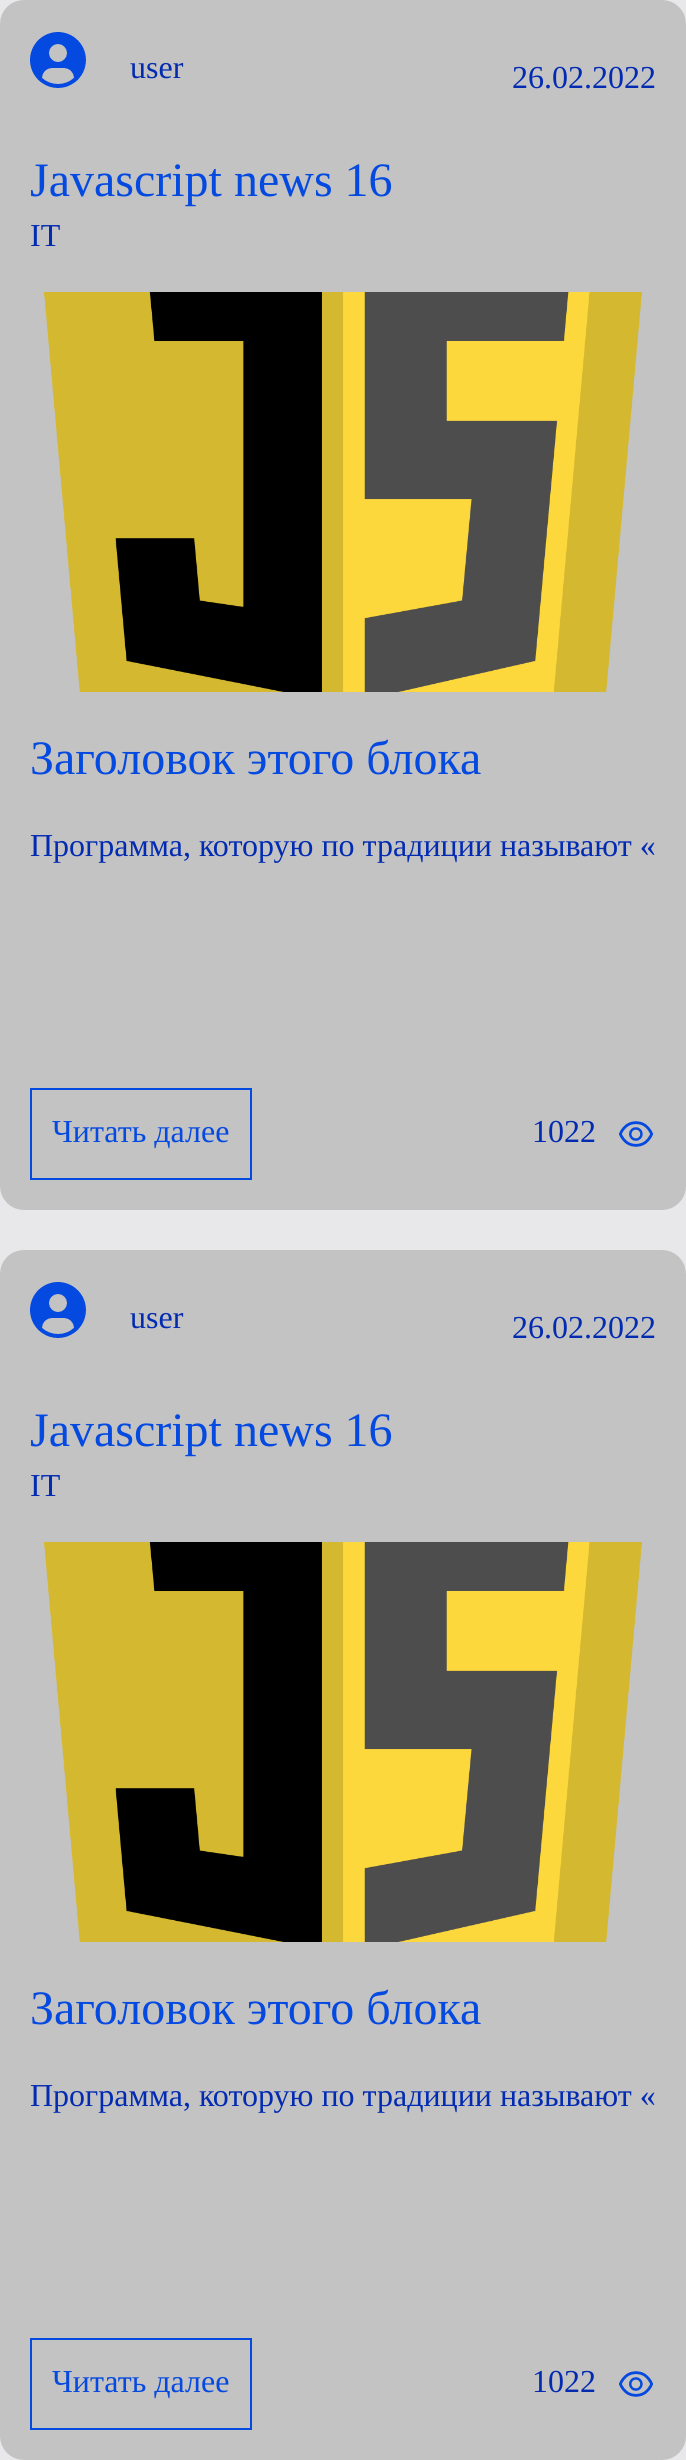 user
26.02.2022
Javascript news 16
IT
JS
Заголовок этого блока
Программа, которую по традиции называют «
Читать далее
1022
user
26.02.2022
Javascript news 16
IT
JS
Заголовок этого блока
Программа, которую по традиции называют «
Читать далее
1022